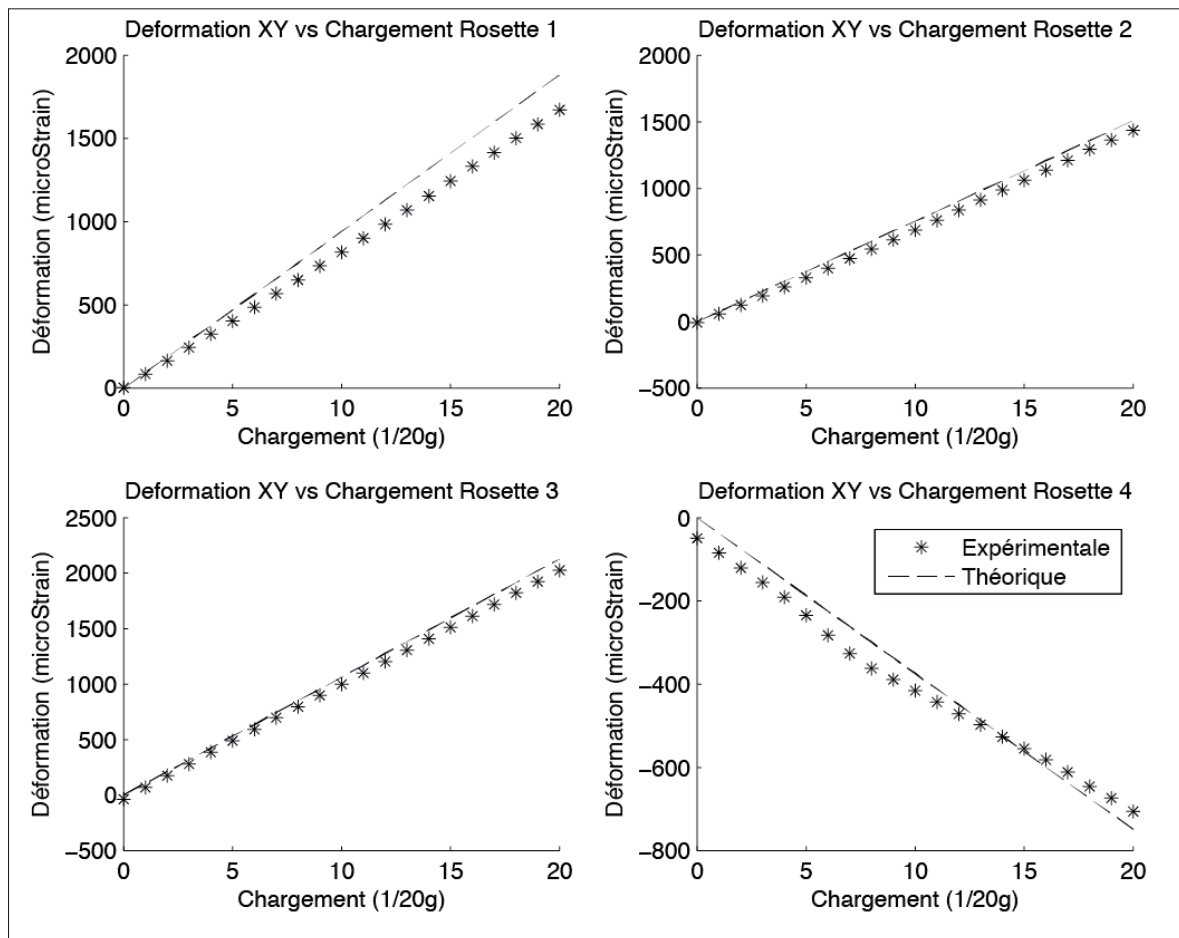 Deformation XY vs Chargement Rosette 1
2000
1500
1000
500
0
Déformation (microStrain)
0 5 10 15 20
Chargement (1/20g)
Deformation XY vs Chargement Rosette 2
2000
1500
1000
500
0
−500
Déformation (microStrain)
0 5 10 15 20
Chargement (1/20g)
Deformation XY vs Chargement Rosette 3
2500
2000
1500
1000
500
0
−500
Déformation (microStrain)
0 5 10 15 20
Chargement (1/20g)
Deformation XY vs Chargement Rosette 4
0
−200
−400
−600
−800
Déformation (microStrain)
Expérimentale
Théorique
0 5 10 15 20
Chargement (1/20g)